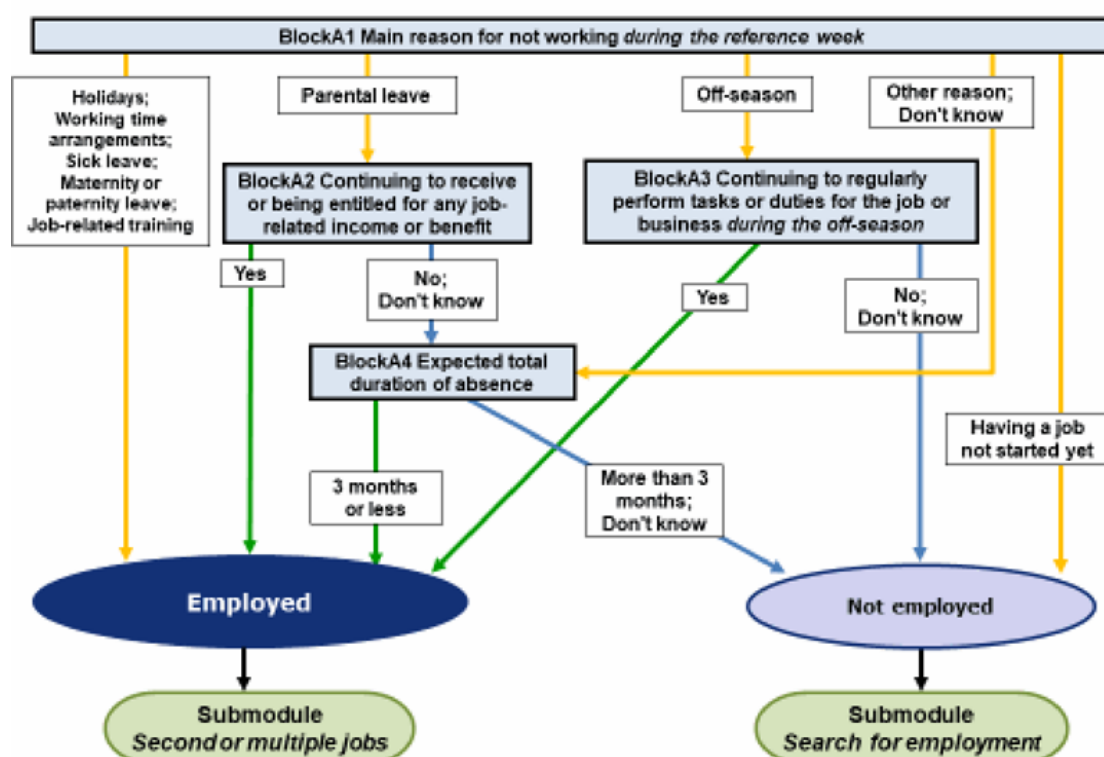 BlockA1 Main reason for not working during the reference week
Holidays;
Working time
arrangements;
Sick leave;
Maternity or
paternity leave;
Job-related training
Parental leave
Off-season
Other reason;
Don't know
BlockA2 Continuing to receive
or being entitled for any job-
related income or benefit
BlockA3 Continuing to regularly
perform tasks or duties for the job or
business during the off-season
Yes
No;
Don't know
Yes
No;
Don't know
BlockA4 Expected total
duration of absence
Having a job
not started yet
3 months
or less
More than 3
months;
Don't know
Employed
Not employed
Submodule
Second or multiple jobs
Submodule
Search for employment